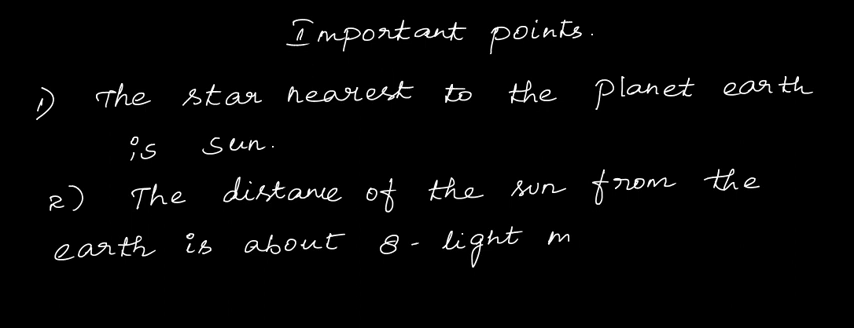 Important points.
1) The star nearest to the planet earth
is sun.
2) The distance of the sun from the
earth is about 8-light m